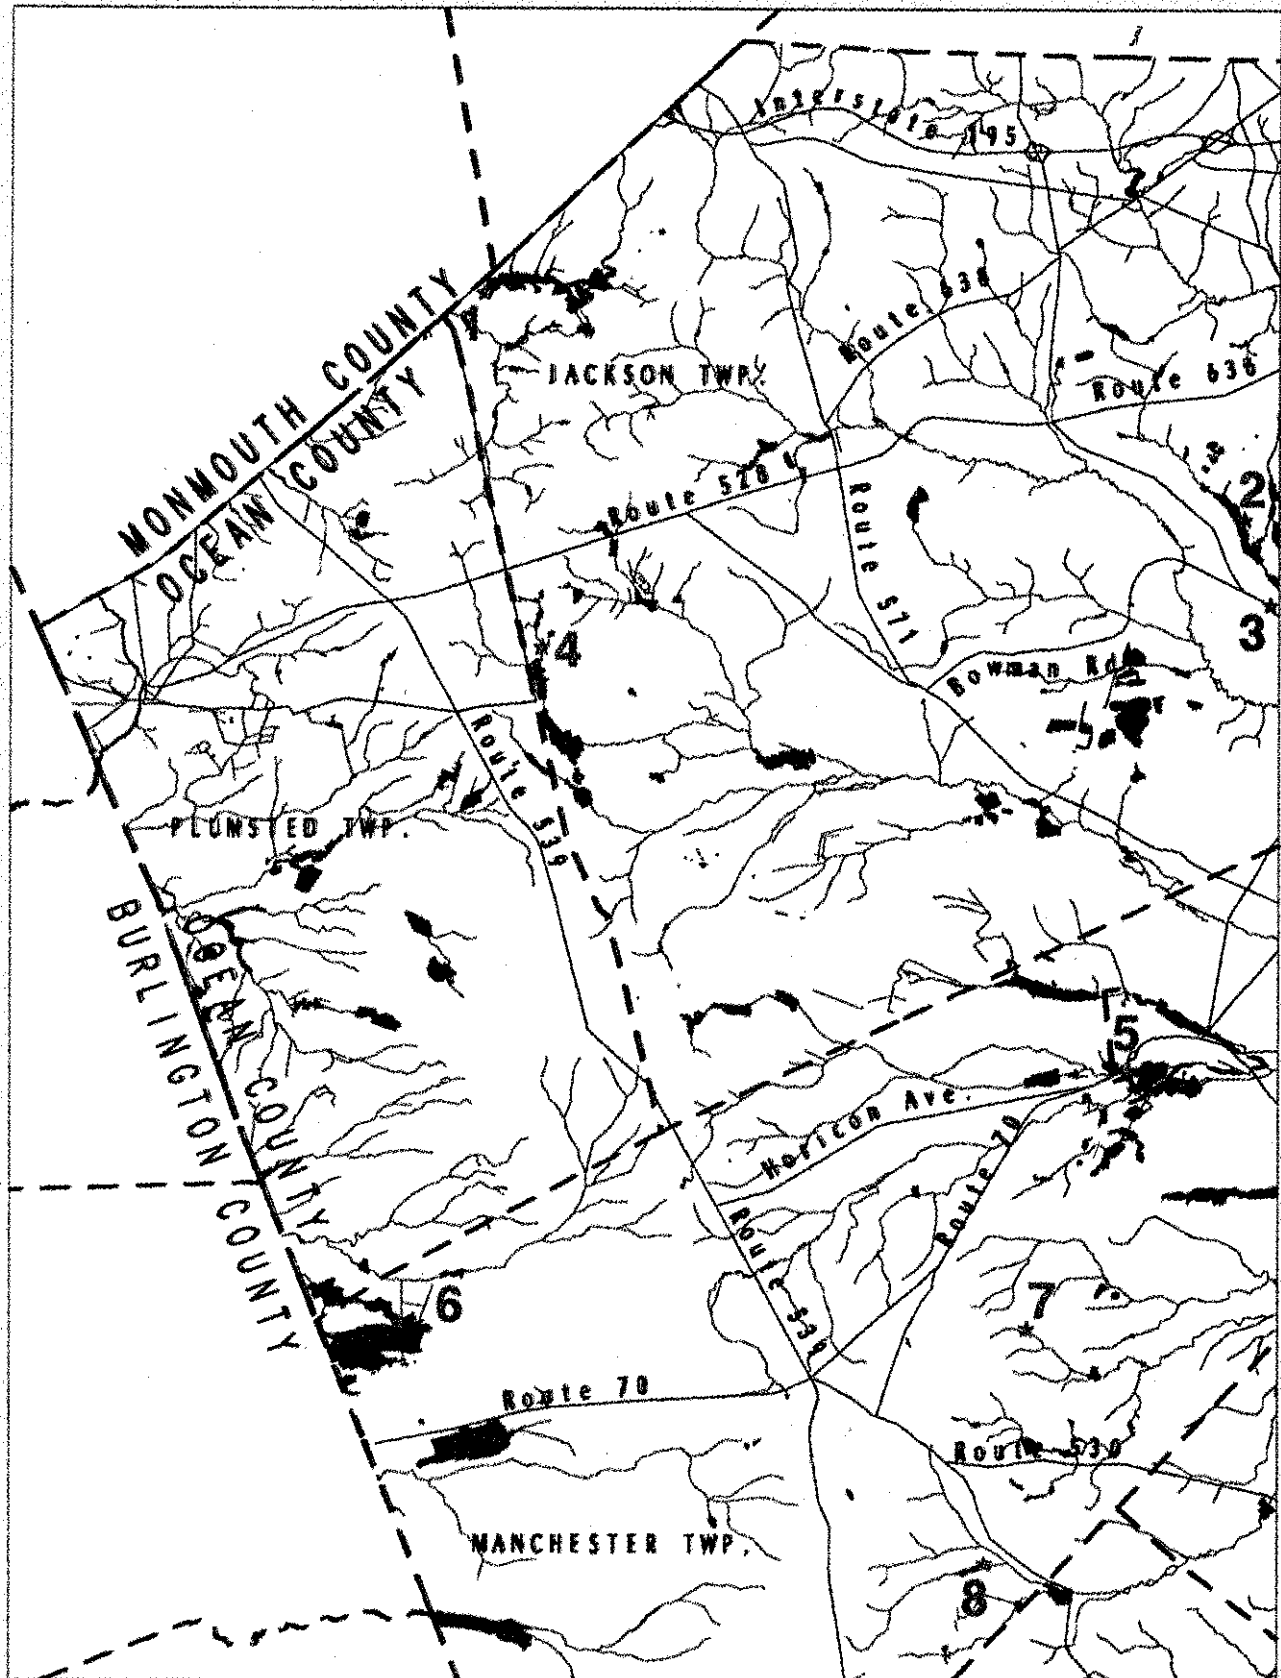 Interstate 195
Route 638
MONMOUTH COUNTY
OCEAN COUNTY
JACKSON TWP.
Route 638
Route 528
2
Route 571
3
4
Bowman Rd
Route 539
PLUMSTED TWP.
OCEAN COUNTY
BURLINGTON COUNTY
5
Horicon Ave.
Route 70
Route 539
6
7
Route 70
Route 530
MANCHESTER TWP.
8